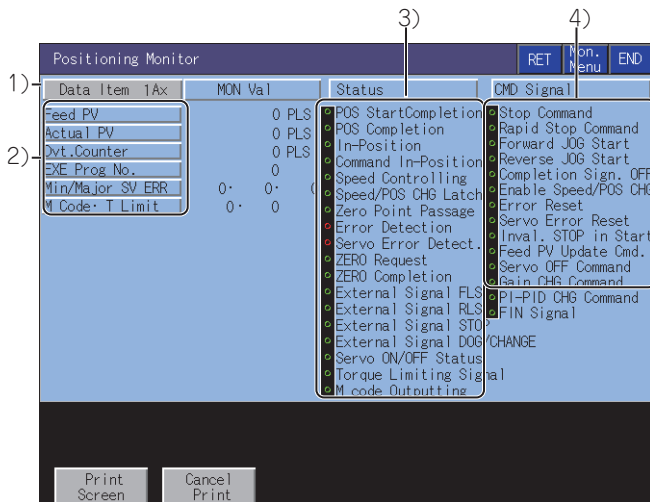 3)
4)
Positioning Monitor
RET
Mon. Menu
END
1)
Data Item 1Ax
MON Val
Status
CMD Signal
2)
Feed PV
0 PLS
Actual PV
0 PLS
Dvt.Counter
0 PLS
EXE Prog No.
0
Min/Major SV ERR
0· 0· 0
M Code· T Limit
0· 0
POS StartCompletion
POS Completion
In-Position
Command In-Position
Speed Controlling
Speed/POS CHG Latch
Zero Point Passage
Error Detection
Servo Error Detect.
ZERO Request
ZERO Completion
External Signal FLS
External Signal RLS
External Signal STOP
External Signal DOG/CHANGE
Servo ON/OFF Status
Torque Limiting Signal
M code Outputting
Stop Command
Rapid Stop Command
Forward JOG Start
Reverse JOG Start
Completion Sign. OFF
Enable Speed/POS CHG
Error Reset
Servo Error Reset
Inval. STOP in Start
Feed PV Update Cmd.
Servo OFF Command
Gain CHG Command
PI-PID CHG Command
FIN Signal
Print Screen
Cancel Print